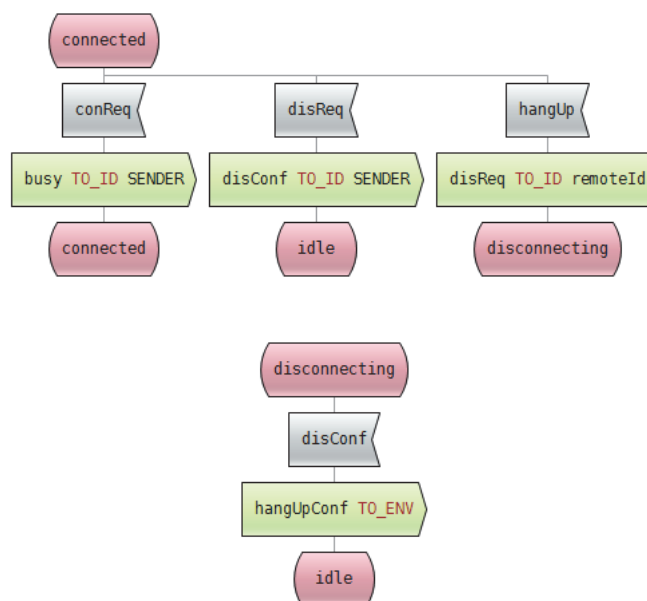 connected
conReq
disReq
hangUp
busy TO_ID SENDER
disConf TO_ID SENDER
disReq TO_ID remoteId
connected
idle
disconnecting
disconnecting
disConf
hangUpConf TO_ENV
idle